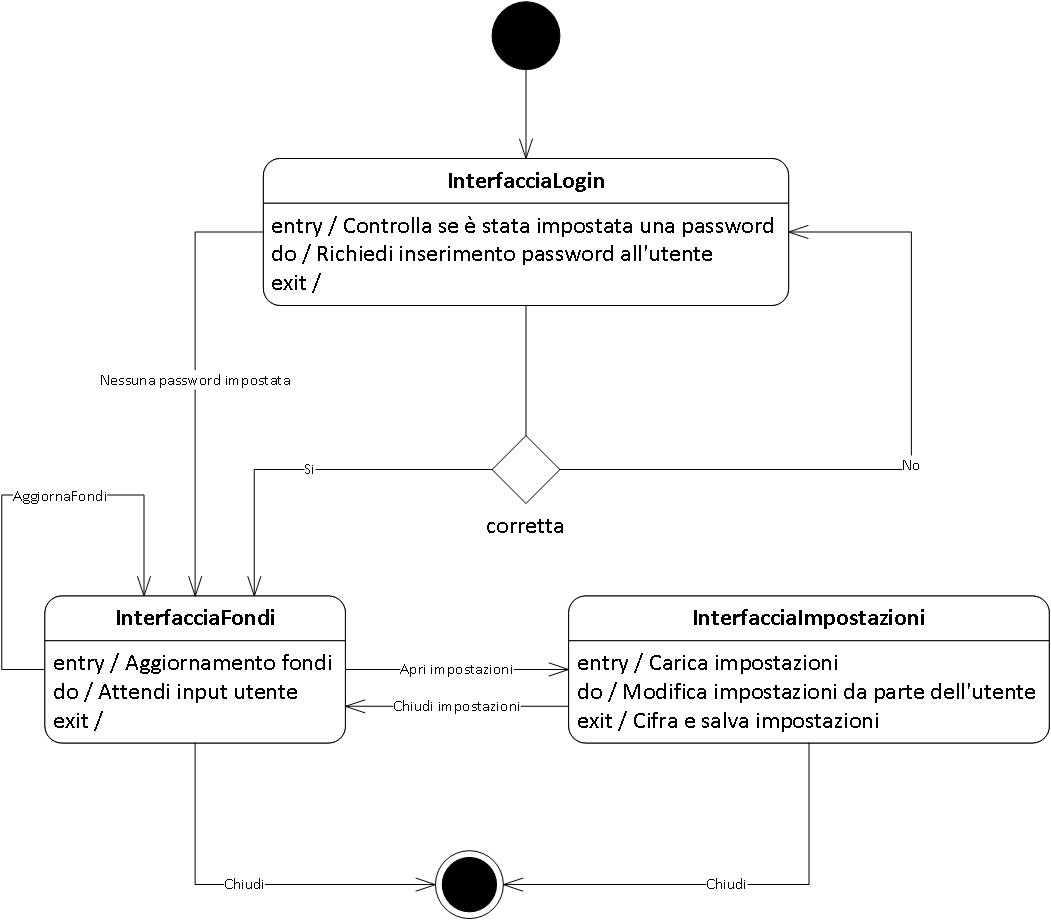 InterfacciaLogin
entry / Controlla se è stata impostata una password
do / Richiedi inserimento password all'utente
exit /
Nessuna password impostata
Si
No
AggiornaFondi
corretta
InterfacciaFondi
entry / Aggiornamento fondi
do / Attendi input utente
exit /
Apri impostazioni
Chiudi impostazioni
InterfacciaImpostazioni
entry / Carica impostazioni
do / Modifica impostazioni da parte dell'utente
exit / Cifra e salva impostazioni
Chiudi
Chiudi